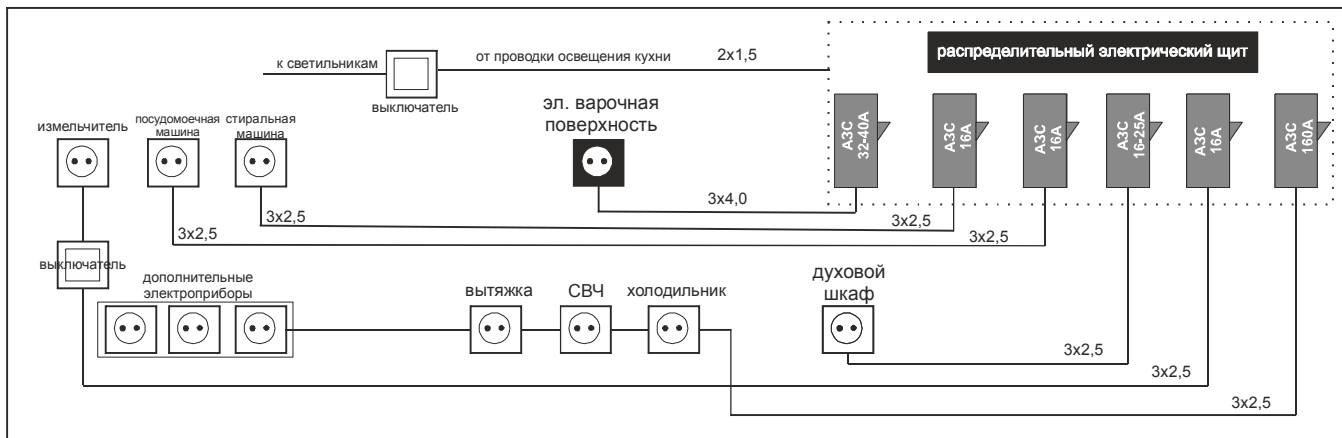 распределительный электрический щит
к светильникам
от проводки освещения кухни
2х1,5
выключатель
эл. варочная
поверхность
АЗС
32-40А
АЗС
16А
АЗС
16А
АЗС
16-25А
АЗС
16А
АЗС
160А
измельчитель
посудомоечная
машина
стиральная
машина
3х4,0
3х2,5
3х2,5
3х2,5
3х2,5
выключатель
дополнительные
электроприборы
вытяжка
СВЧ
холодильник
духовой
шкаф
3х2,5
3х2,5
3х2,5